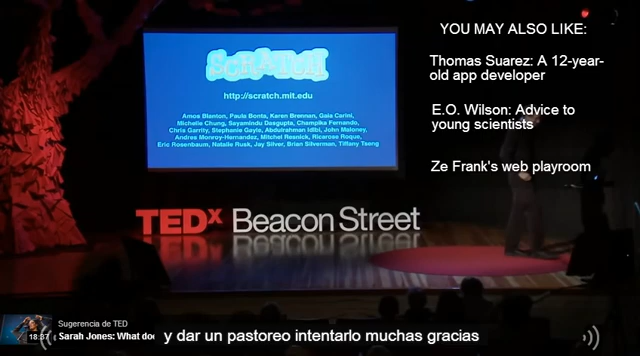 YOU MAY ALSO LIKE:
Thomas Suarez: A 12-year-
old app developer
E.O. Wilson: Advice to
young scientists
Ze Frank's web playroom
SCRATCH
http://scratch.mit.edu
Amos Blanton, Paula Bonta, Karen Brennan, Gaia Carini,
Michelle Chung, Sayamindu Dasgupta, Champika Fernando,
Chris Garrity, Stephanie Gayle, Abdulrahman Idlbi, John Maloney,
Andres Monroy-Hernandez, Mitchel Resnick, Ricarose Roque,
Eric Rosenbaum, Natalie Rusk, Jay Silver, Brian Silverman, Tiffany Tseng
TEDx Beacon Street
Sugerencia de TED
18:37 Sarah Jones: What doe
y dar un pastoreo intentarlo muchas gracias